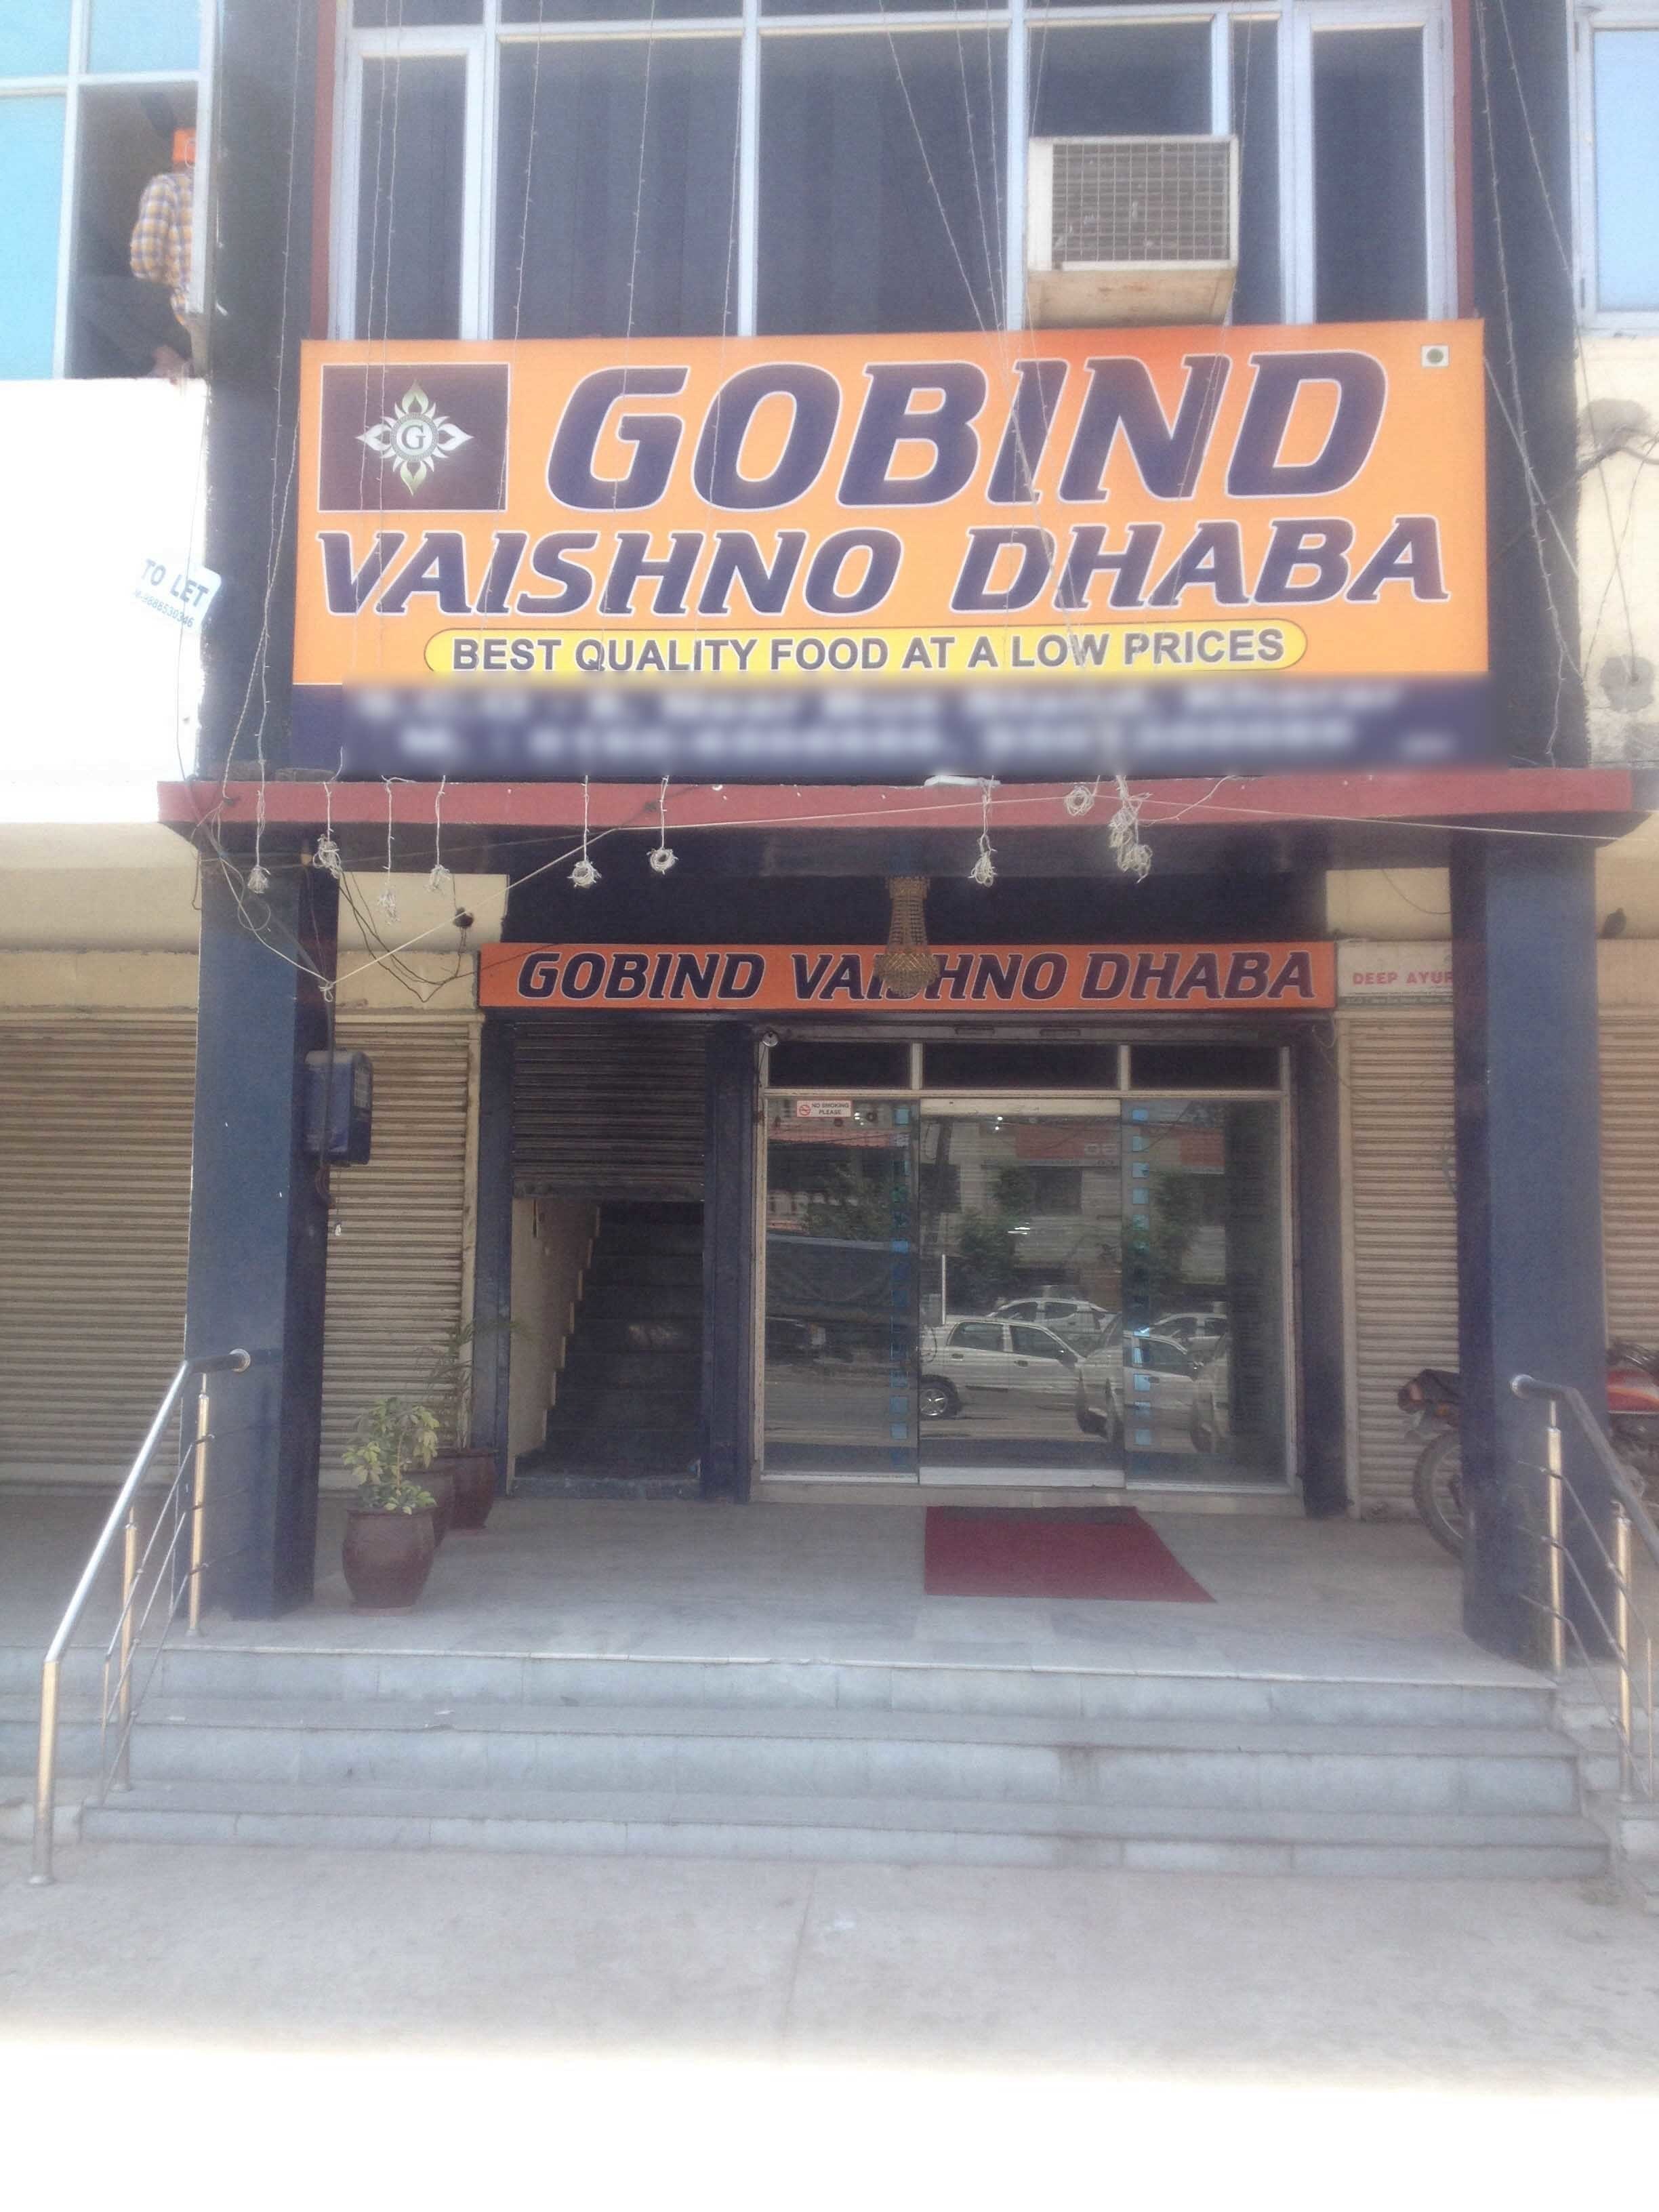 G
GOBIND
VAISHNO DHABA
BEST QUALITY FOOD AT A LOW PRICES
TO LET
GOBIND VAISHNO DHABA
DEEP AYUR
NO SMOKING
PLEASE